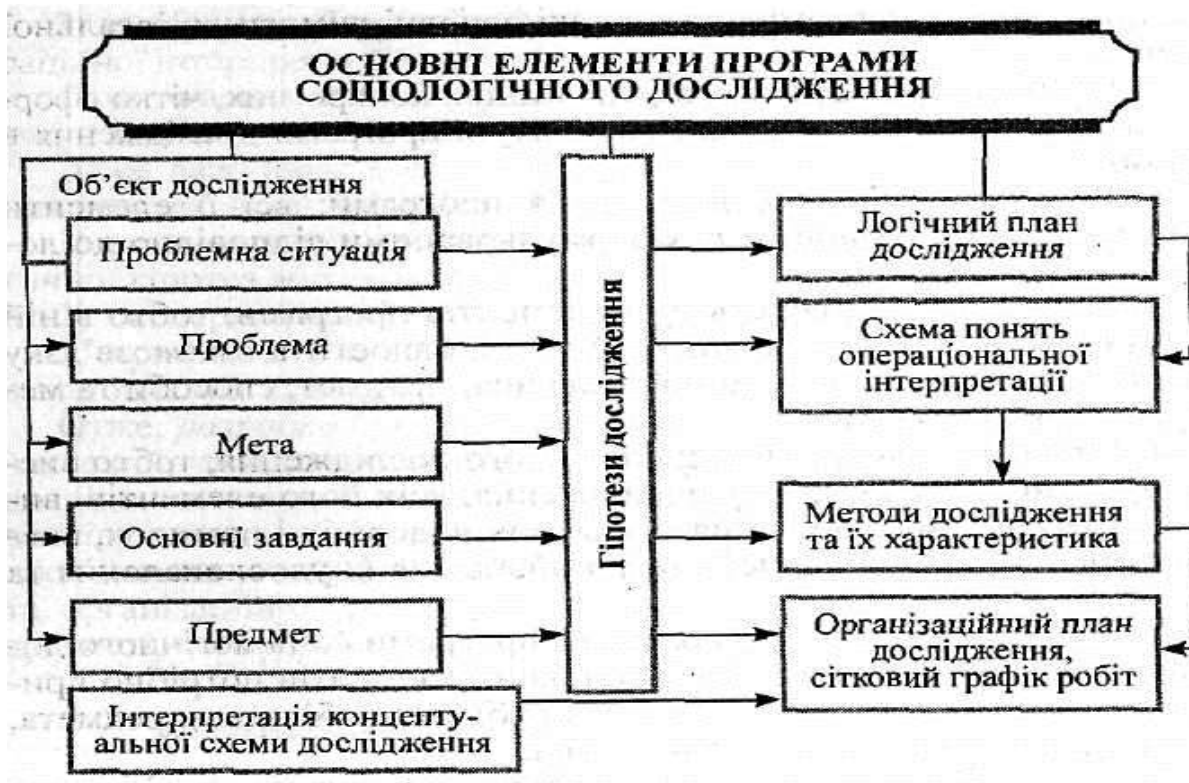 ОСНОВНІ ЕЛЕМЕНТИ ПРОГРАМИ
СОЦІОЛОГІЧНОГО ДОСЛІДЖЕННЯ
Об’єкт дослідження
Проблемна ситуація
Проблема
Мета
Основні завдання
Предмет
Інтерпретація концепту-
альної схеми дослідження
Гіпотези дослідження
Логічний план
дослідження
Схема понять
операціональної
інтерпретації
Методи дослідження
та їх характеристика
Організаційний план
дослідження,
сітковий графік робіт